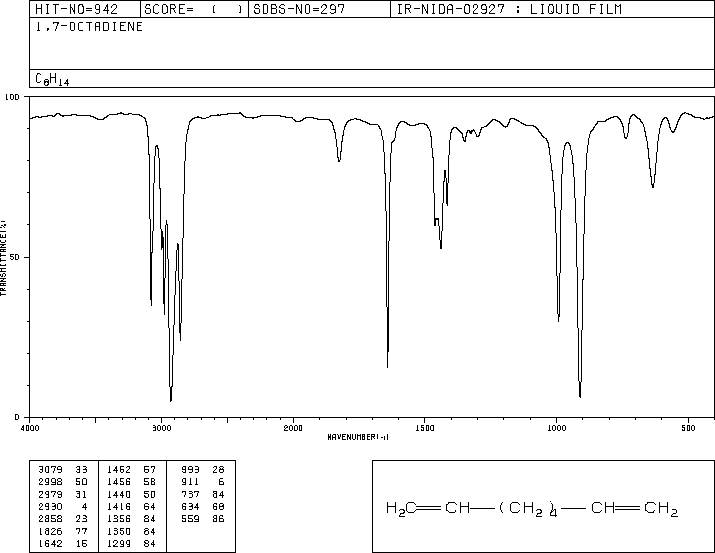 HIT-NO=942 SCORE= ( ) SDBS-NO=297 IR-NIDA-02927 : LIQUID FILM
1,7-OCTADIENE
C8H14
100
50
0
TRANSMITTANCE(%)
4000 3000 2000 1500 1000 500
WAVENUMBER(-1)
3079 33 1462 57 993 28
2998 50 1456 58 911 6
2979 31 1440 50 737 84
2930 4 1416 64 634 68
2858 23 1356 84 559 86
1826 77 1350 84
1642 15 1299 84
H2C=CH-(CH2)4-CH=CH2